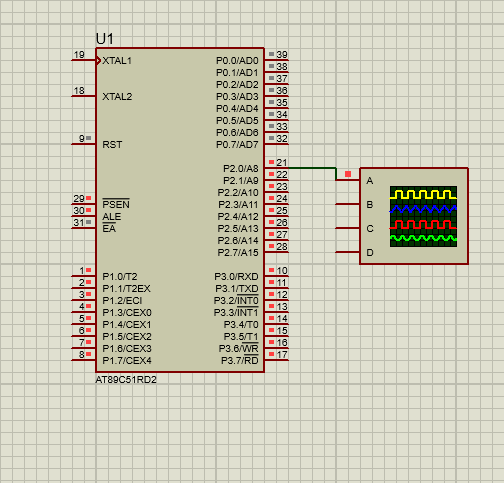 U1
19 XTAL1 P0.0/AD0 39
P0.1/AD1 38
P0.2/AD2 37
18 XTAL2 P0.3/AD3 36
P0.4/AD4 35
P0.5/AD5 34
P0.6/AD6 33
9 RST P0.7/AD7 32
P2.0/A8 21
P2.1/A9 22 A
P2.2/A10 23
29 PSEN P2.3/A11 24 B
30 ALE P2.4/A12 25
31 EA P2.5/A13 26 C
P2.6/A14 27
P2.7/A15 28 D
1 P1.0/T2 P3.0/RXD 10
2 P1.1/T2EX P3.1/TXD 11
3 P1.2/ECI P3.2/INT0 12
4 P1.3/CEX0 P3.3/INT1 13
5 P1.4/CEX1 P3.4/T0 14
6 P1.5/CEX2 P3.5/T1 15
7 P1.6/CEX3 P3.6/WR 16
8 P1.7/CEX4 P3.7/RD 17
AT89C51RD2